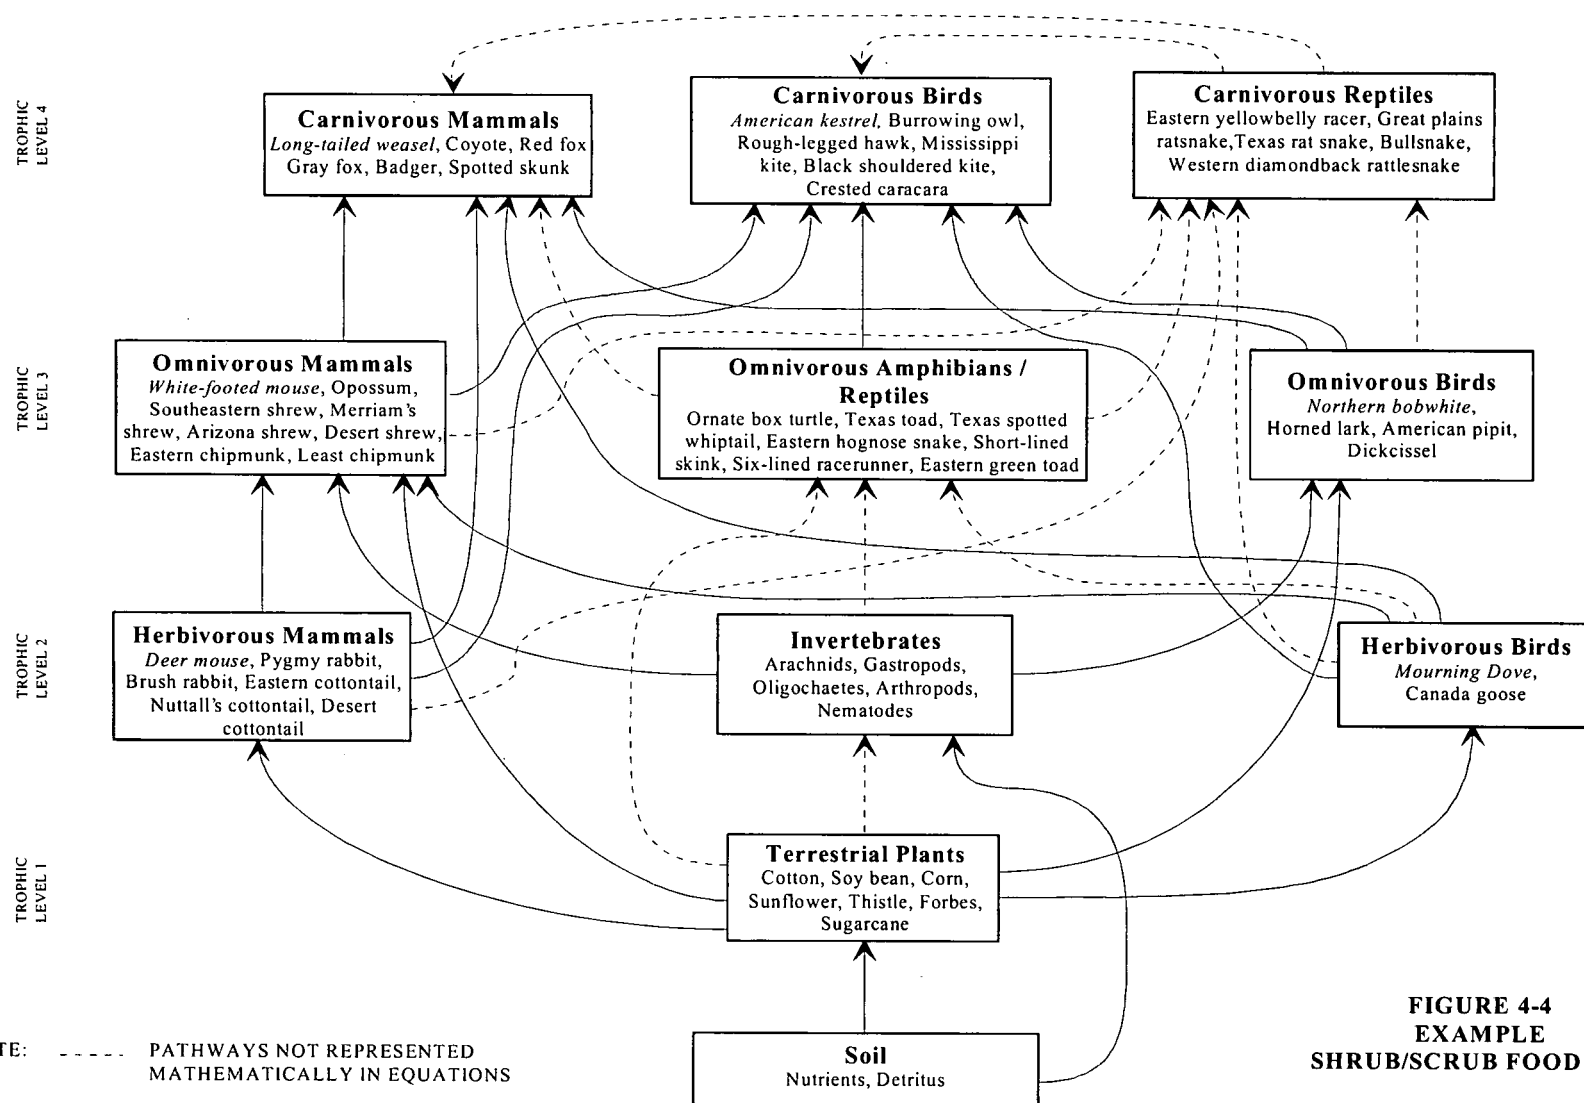 TROPHIC
LEVEL 4
Carnivorous Mammals
Long-tailed weasel, Coyote, Red fox
Gray fox, Badger, Spotted skunk
Carnivorous Birds
American kestrel, Burrowing owl,
Rough-legged hawk, Mississippi
kite, Black shouldered kite,
Crested caracara
Carnivorous Reptiles
Eastern yellowbelly racer, Great plains
ratsnake,Texas rat snake, Bullsnake,
Western diamondback rattlesnake
TROPHIC
LEVEL 3
Omnivorous Mammals
White-footed mouse, Opossum,
Southeastern shrew, Merriam's
shrew, Arizona shrew, Desert shrew,
Eastern chipmunk, Least chipmunk
Omnivorous Amphibians /
Reptiles
Ornate box turtle, Texas toad, Texas spotted
whiptail, Eastern hognose snake, Short-lined
skink, Six-lined racerunner, Eastern green toad
Omnivorous Birds
Northern bobwhite,
Horned lark, American pipit,
Dickcissel
TROPHIC
LEVEL 2
Herbivorous Mammals
Deer mouse, Pygmy rabbit,
Brush rabbit, Eastern cottontail,
Nuttall's cottontail, Desert
cottontail
Invertebrates
Arachnids, Gastropods,
Oligochaetes, Arthropods,
Nematodes
Herbivorous Birds
Mourning Dove,
Canada goose
TROPHIC
LEVEL 1
Terrestrial Plants
Cotton, Soy bean, Corn,
Sunflower, Thistle, Forbes,
Sugarcane
Soil
Nutrients, Detritus
TE: ----- PATHWAYS NOT REPRESENTED
MATHEMATICALLY IN EQUATIONS
FIGURE 4-4
EXAMPLE
SHRUB/SCRUB FOOD